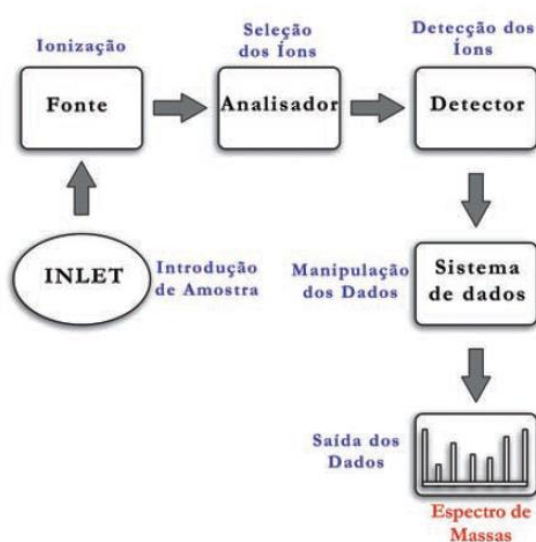 Ionização
Fonte
Seleção
dos Íons
Analisador
Detecção dos
Íons
Detector
INLET
Introdução
de Amostra
Manipulação
dos Dados
Sistema
de dados
Saída dos
Dados
Espectro de
Massas